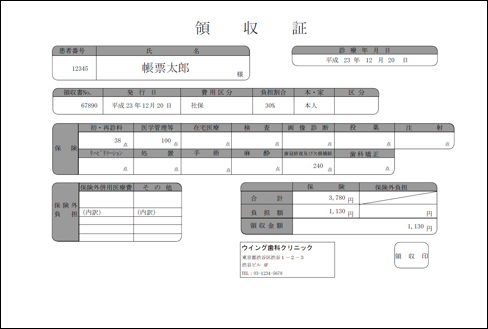 領収証
患者番号 氏名 診療年月日
12345 帳票太郎 様 平成 23 年 12 月 20 日
領収書No. 発行日 費用区分 負担割合 本・家 区分
67890 平成 23 年 12月 20 日 社保 30% 本人
保険 初・再診料 医学管理等 在宅医療 検査 画像診断 投薬 注射
38 点 100 点 点 点 点 点 点
リハビリテーション 処置 手術 麻酔 歯冠修復及び欠損補綴 歯科矯正
点 点 点 点 240 点 点
保険外負担 保険外併用医療費 その他
(内訳) (内訳)
保険 保険外負担
合計 3,780 円
負担額 1,130 円 円
領収金額 1,130 円
ウイング歯科クリニック
東京都渋谷区渋谷1-2-3
渋谷ビル 4F
TEL:03-1234-5678
領収印